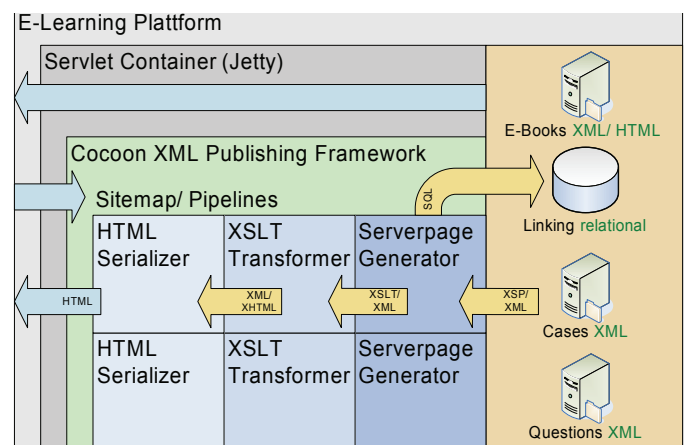 E-Learning Plattform
Servlet Container (Jetty)
E-Books XML/ HTML
Cocoon XML Publishing Framework
Sitemap/ Pipelines
SQL
Linking relational
HTML
Serializer
XSLT
Transformer
Serverpage
Generator
HTML
XML/
XHTML
XSLT/
XML
XSP/
XML
Cases XML
HTML
Serializer
XSLT
Transformer
Serverpage
Generator
Questions XML